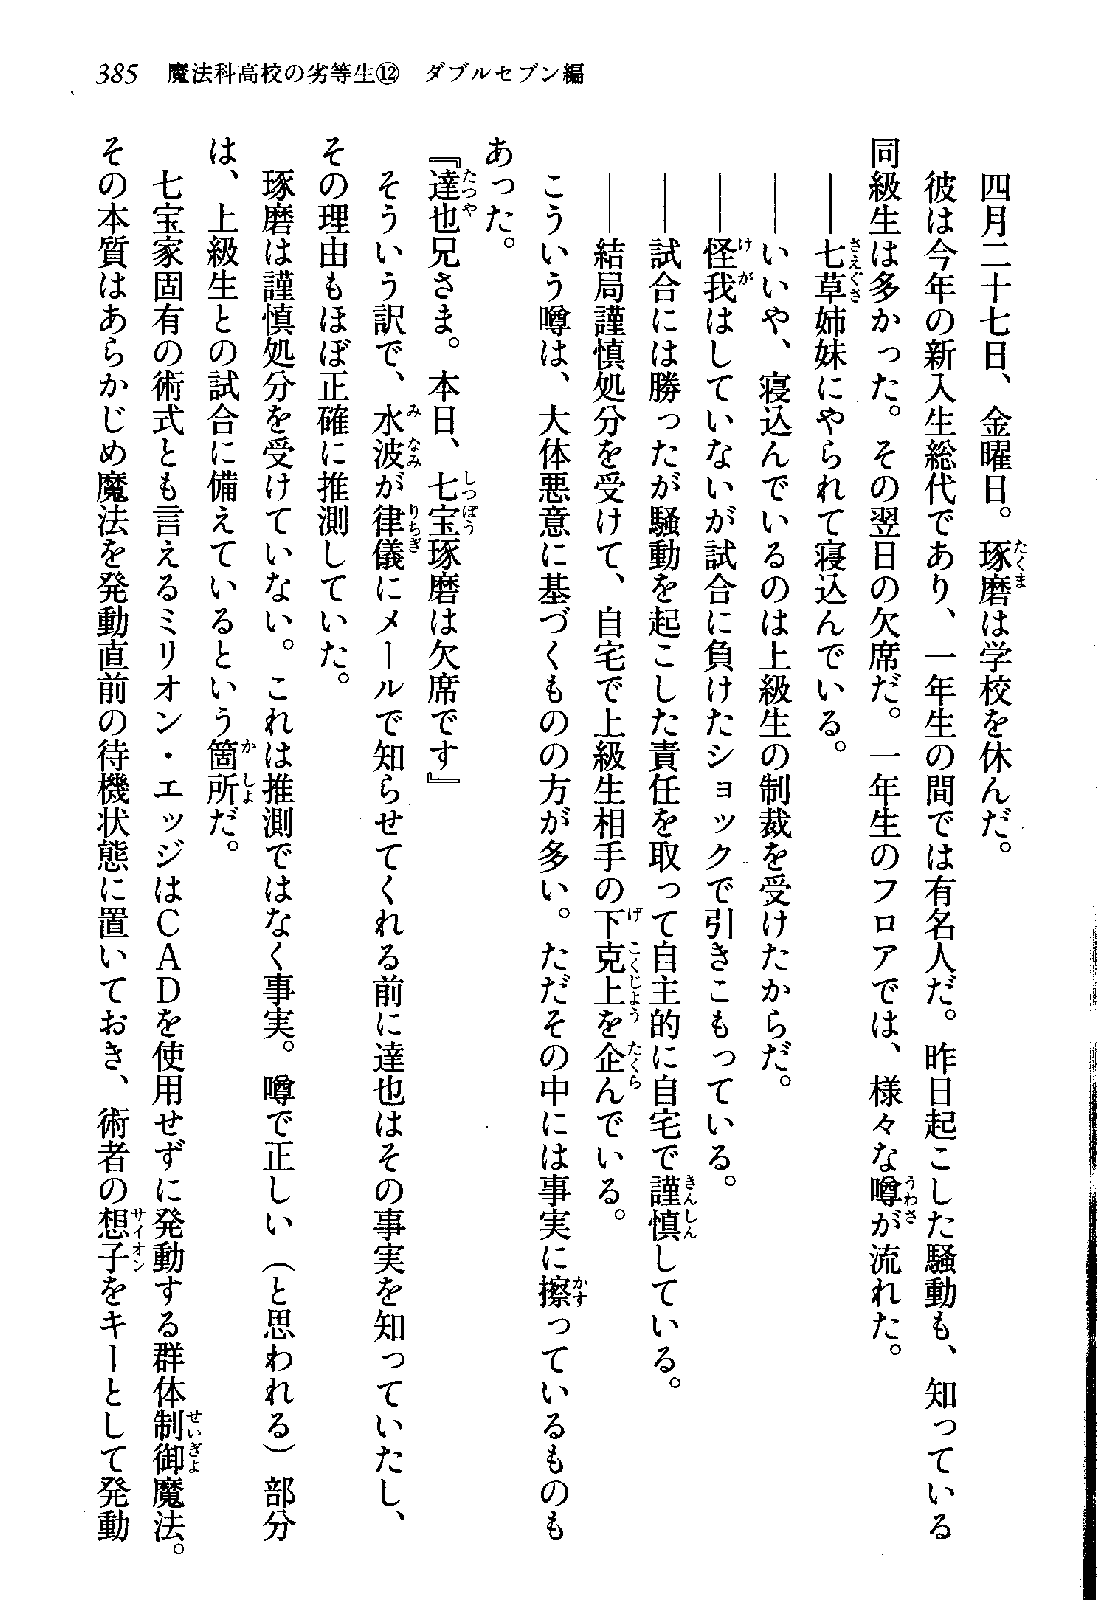 385　魔法科高校の劣等生⑫　ダブルセブン編
四月二十七日、金曜日。琢磨は学校を休んだ。
彼は今年の新入生総代であり、一年生の間では有名人だ。昨日起こした騒動も、知っている
同級生は多かった。その翌日の欠席だ。一年生のフロアでは、様々な噂が流れた。
――七草姉妹にやられて寝込んでいる。
――いいや、寝込んでいるのは上級生の制裁を受けたからだ。
――怪我はしていないが試合に負けたショックで引きこもっている。
――試合には勝ったが騒動を起こした責任を取って自主的に自宅で謹慎している。
――結局謹慎処分を受けて、自宅で上級生相手の下克上を企んでいる。
こういう噂は、大体悪意に基づくものの方が多い。ただその中には事実に擦っているものも
あった。
『達也兄さま。本日、七宝琢磨は欠席です』
そういう訳で、水波が律儀にメールで知らせてくれる前に達也はその事実を知っていたし、
その理由もほぼ正確に推測していた。
琢磨は謹慎処分を受けていない。これは推測ではなく事実。噂で正しい（と思われる）部分
は、上級生との試合に備えているという箇所だ。
七宝家固有の術式とも言えるミリオン・エッジはＣＡＤを使用せずに発動する群体制御魔法。
その本質はあらかじめ魔法を発動直前の待機状態に置いておき、術者の想子をキーとして発動